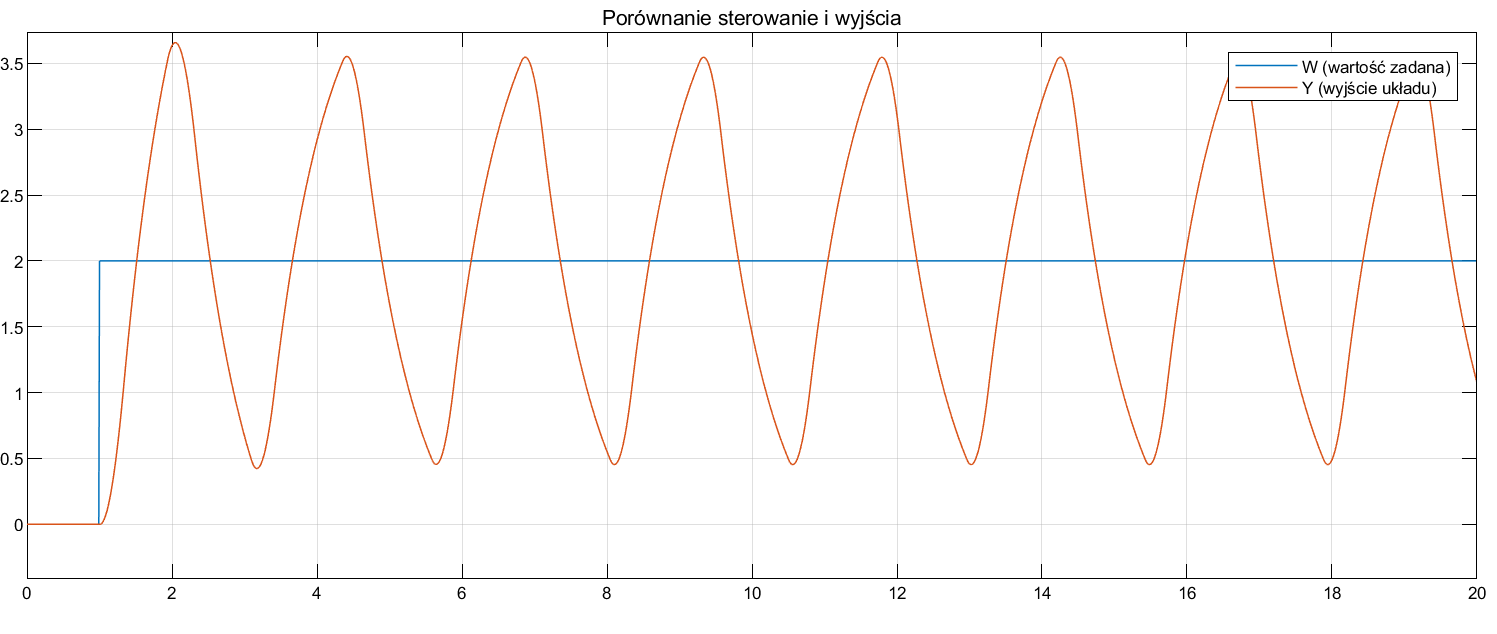 Porównanie sterowanie i wyjścia
W (wartość zadana)
Y (wyjście układu)
3.5
3
2.5
2
1.5
1
0.5
0
0 2 4 6 8 10 12 14 16 18 20